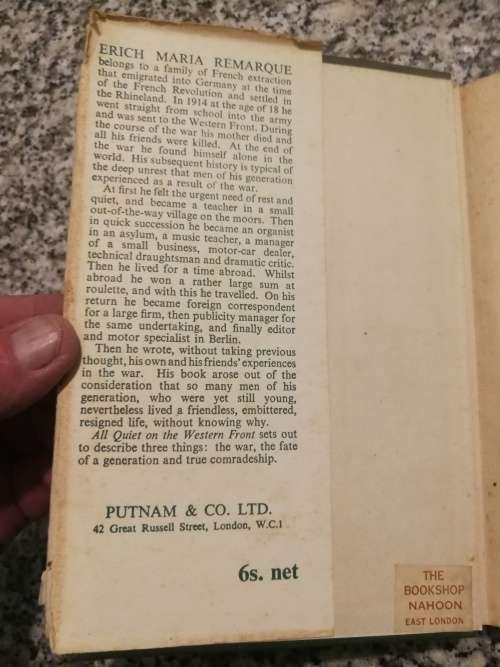 ERICH MARIA REMARQUE
belongs to a family of French extraction
that emigrated into Germany at the time
of the French Revolution and settled in
the Rhineland. In 1914 at the age of 18 he
went straight from school into the army
and was sent to the Western Front. During
the course of the war his mother died and
all his friends were killed. At the end of
the war he found himself alone in the
world. His subsequent history is typical of
the deep unrest that men of his generation
experienced as a result of the war.
At first he felt the urgent need of rest and
quiet, and became a teacher in a small
out-of-the-way village on the moors. Then
in quick succession he became an organist
in an asylum, a music teacher, a manager
of a small business, motor-car dealer,
technical draughtsman and dramatic critic.
Then he lived for a time abroad. Whilst
abroad he won a rather large sum at
roulette, and with this he travelled. On his
return he became foreign correspondent
for a large firm, then publicity manager for
the same undertaking, and finally editor
and motor specialist in Berlin.
Then he wrote, without taking previous
thought, his own and his friends' experiences
in the war. His book arose out of the
consideration that so many men of his
generation, who were yet still young,
nevertheless lived a friendless, embittered,
resigned life, without knowing why.
All Quiet on the Western Front sets out
to describe three things: the war, the fate
of a generation and true comradeship.
PUTNAM & CO. LTD.
42 Great Russell Street, London, W.C.1
6s. net
THE
BOOKSHOP
NAHOON
EAST LONDON